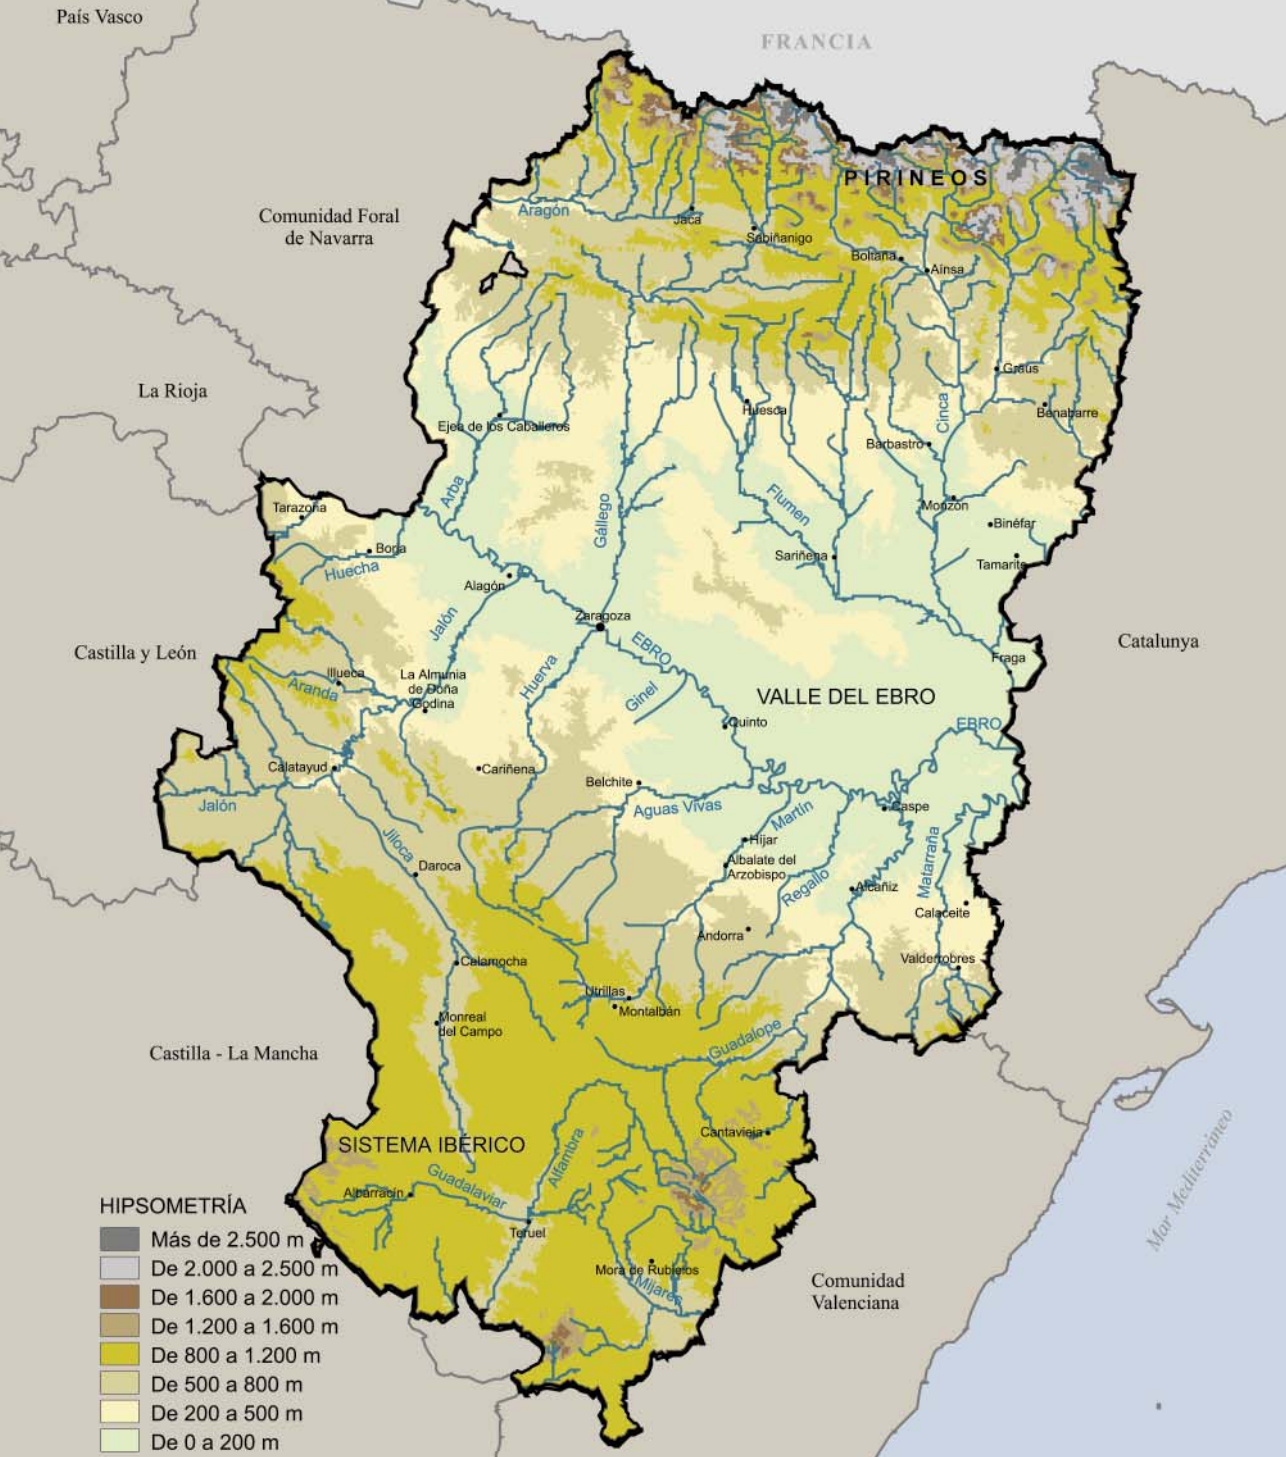 País Vasco
FRANCIA
PIRINEOS
Comunidad Foral
de Navarra
Aragón
Jaca
Sabiñanigo
Boltana
Aínsa
La Rioja
Graus
Cinca
Benabarre
Huesca
Ejea de los Caballeros
Barbastro
Arba
Gállego
Flumen
Monzón
Binéfar
Tarazona
Borja
Huecha
Sariñena
Tamarite
Alagón
Jalón
Zaragoza
EBRO
Catalunya
Castilla y León
Illueca
Aranda
La Almunia
de Doña
Godina
Huerva
Ginel
Fraga
VALLE DEL EBRO
Quinto
EBRO
Calatayud
Cariñena
Belchite
Jalón
Aguas Vivas
Martín
Caspe
Jiloca
Daroca
Híjar
Albalate del
Arzobispo
Regallo
Alcañiz
Matarraña
Calaceite
Andorra
Valderrobres
Calamocha
Utrillas
Montalbán
Monreal
del Campo
Guadalope
Castilla - La Mancha
SISTEMA IBÉRICO
Cantavieja
Alfambra
Guadalaviar
Albarracín
Teruel
Mora de Rubielos
Mijares
Mar Mediterráneo
Comunidad
Valenciana
HIPSOMETRÍA
Más de 2.500 m
De 2.000 a 2.500 m
De 1.600 a 2.000 m
De 1.200 a 1.600 m
De 800 a 1.200 m
De 500 a 800 m
De 200 a 500 m
De 0 a 200 m